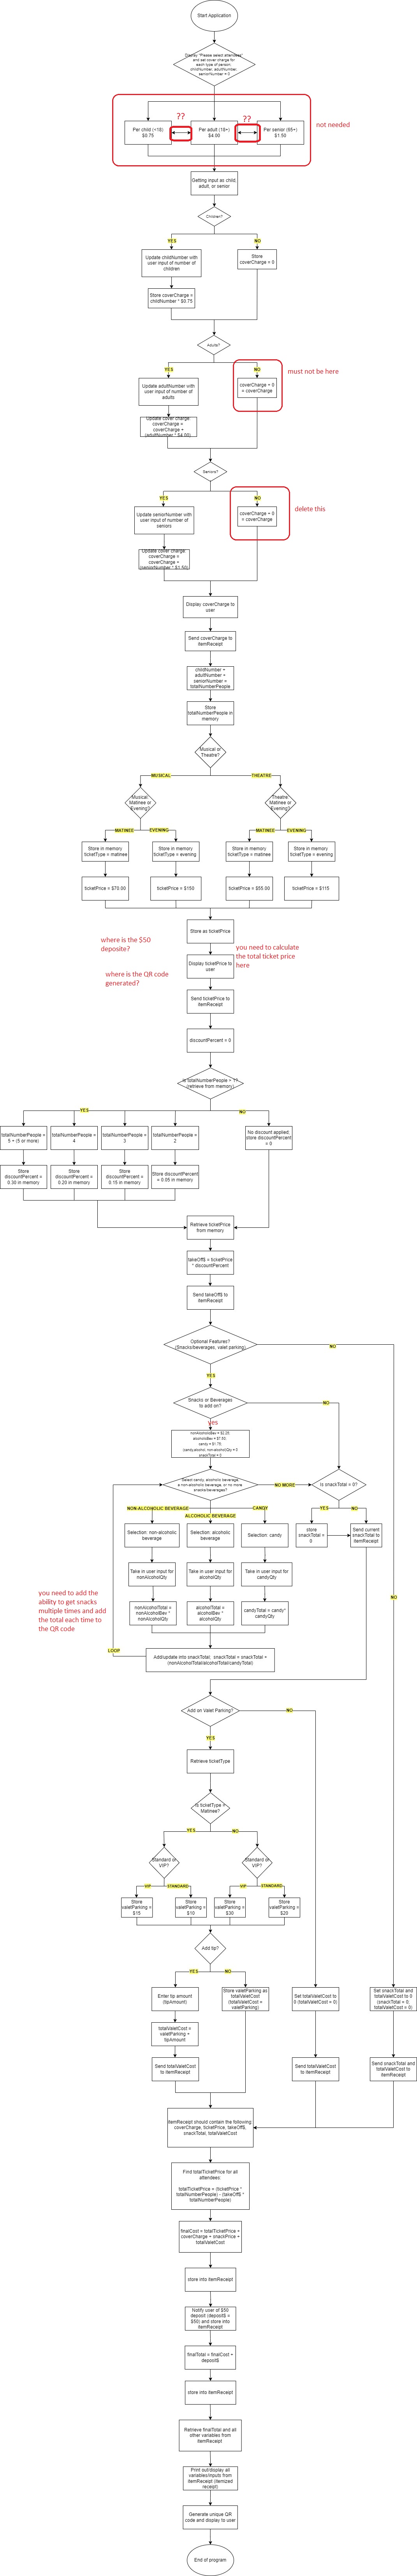 Start Application
Display "Please select attendees"
and set cover charge for
each type of person
childNumber, adultNumber
seniorNumber = 0
??
??
not needed
Per child (<18)
$0.75
Per adult (18+)
$4.00
Per senior (65+)
$1.50
Getting input as child,
adult, or senior
Children?
YES
NO
Update childNumber with
user input of number of
children
Store
coverCharge = 0
Store coverCharge =
childNumber * $0.75
Adults?
must not be here
YES
NO
Update adultNumber with
user input of number of
adults
coverCharge + 0
= coverCharge
Update cover charge:
coverCharge =
coverCharge +
(adultNumber * $4.00)
Seniors?
YES
NO
delete this
Update seniorNumber with
user input of number of
seniors
coverCharge + 0
= coverCharge
Update cover charge:
coverCharge =
coverCharge +
(seniorNumber * $1.50)
Display coverCharge to
user
Send coverCharge to
itemReceipt
childNumber +
adultNumber +
seniorNumber =
totalNumberPeople
Store
totalNumberPeople in
memory
Musical or
Theatre?
MUSICAL
THEATRE
Musical:
Matinee or
Evening?
Theatre:
Matinee or
Evening?
MATINEE
EVENING
MATINEE
EVENING
Store in memory
ticketType = matinee
Store in memory
ticketType = evening
Store in memory
ticketType = matinee
Store in memory
ticketType = evening
ticketPrice = $70.00
ticketPrice = $150
ticketPrice = $55.00
ticketPrice = $115
Store as ticketPrice
where is the $50
deposite?
you need to calculate
the total ticket price
here
Display ticketPrice to
user
where is the QR code
generated?
Send ticketPrice to
itemReceipt
discountPercent = 0
Is totalNumberPeople > 1?
(retrieve from memory)
YES
NO
totalNumberPeople =
5 + (5 or more)
totalNumberPeople =
4
totalNumberPeople =
3
totalNumberPeople =
2
No discount applied,
store discountPercent
= 0
Store
discountPercent =
0.30 in memory
Store
discountPercent =
0.20 in memory
Store
discountPercent =
0.15 in memory
Store discountPercent
= 0.05 in memory
Retrieve ticketPrice
from memory
takeOff$ = ticketPrice
* discountPercent
Send takeOff$ to
itemReceipt
Optional Features?
(Snacks/beverages, valet parking)
NO
YES
Snacks or Beverages
to add on?
NO
yes
nonAlcoholicBev = $2.25
alcoholicBev = $7.50
candy = $1.75
snackTotal = 0
Select candy, alcoholic beverage,
a non-alcoholic beverage, or no more
snacks/beverages?
NO MORE
Is snackTotal = 0?
NON-ALCOHOLIC BEVERAGE
ALCOHOLIC BEVERAGE
CANDY
YES
NO
Selection: non-alcoholic
beverage
Selection: alcoholic
beverage
Selection: candy
store
snackTotal =
0
Send current
snackTotal to
itemReceipt
Take in user input for
nonAlcoholQty
Take in user input for
alcoholQty
Take in user input for
candyQty
you need to add the
ability to get snacks
multiple times and add
the total each time to
the QR code
NO
nonAlcoholTotal =
nonAlcoholBev *
nonAlcoholQty
alcoholTotal =
alcoholBev *
alcoholQty
candyTotal = candy*
candyQty
LOOP
Add/update into snackTotal: snackTotal = snackTotal +
(nonAlcoholTotal/alcoholTotal/candyTotal)
Add on Valet Parking?
NO
YES
Retrieve ticketType
Is ticketType =
Matinee?
YES
NO
Standard or
VIP?
Standard or
VIP?
VIP
STANDARD
VIP
STANDARD
Store
valetParking =
$15
Store
valetParking =
$10
Store
valetParking =
$30
Store
valetParking =
$20
Add tip?
YES
NO
Enter tip amount
(tipAmount)
Store valetParking as
totalValetCost
(totalValetCost =
valetParking)
Set totalValetCost to
0 (totalValetCost = 0)
Set snackTotal and
totalValetCost to 0
(snackTotal = 0,
totalValetCost = 0)
totalValetCost =
valetParking +
tipAmount
Send totalValetCost
to itemReceipt
Send totalValetCost
to itemReceipt
Send snackTotal and
totalValetCost to
itemReceipt
itemReceipt should contain the following:
coverCharge, ticketPrice, takeOff$,
snackTotal, totalValetCost
Find totalTicketPrice for all
attendees:
totalTicketPrice = (ticketPrice *
totalNumberPeople) - (takeOff$ *
totalNumberPeople)
finalCost = totalTicketPrice +
coverCharge + snackPrice +
totalValetCost
store into itemReceipt
Notify user of $50
deposit (deposit$ =
$50) and store into
itemReceipt
finalTotal = finalCost +
deposit$
store into itemReceipt
Retrieve finalTotal and all
other variables from
itemReceipt
Print out/display all
variables/inputs from
itemReceipt (itemized
receipt)
Generate unique QR
code and display to user
End of program